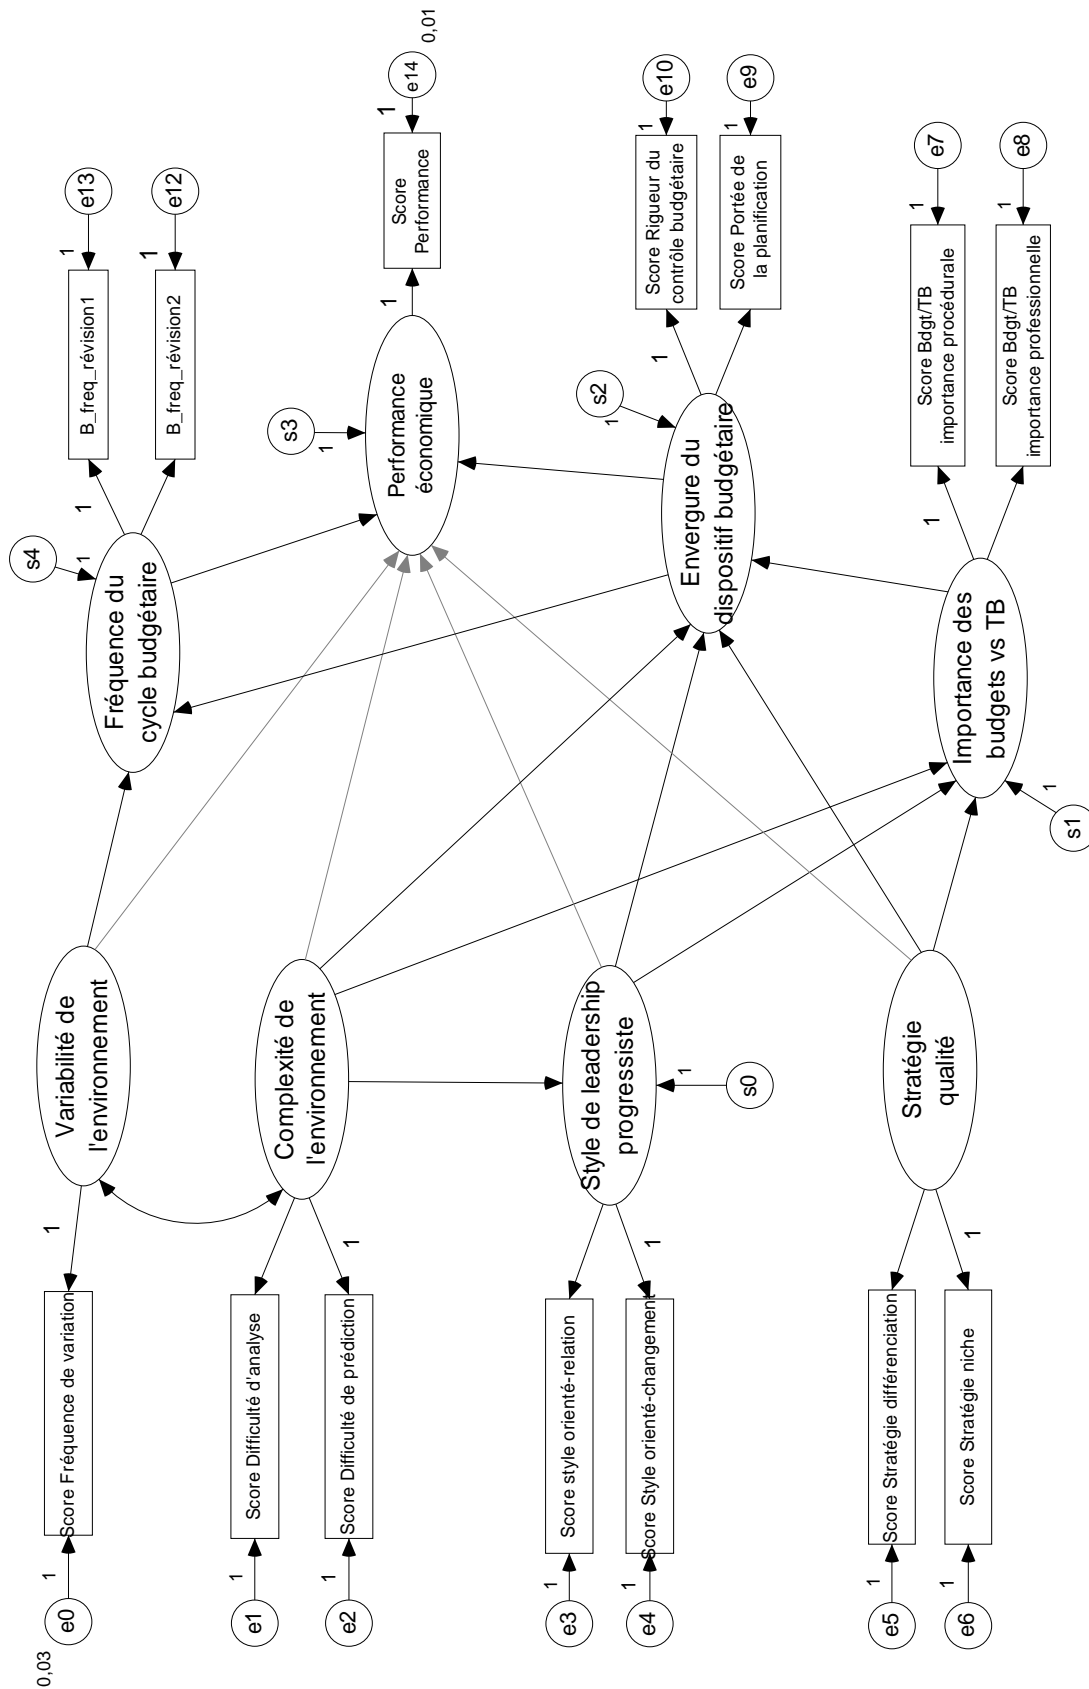 0,03
e0
1
Score Fréquence de variation
1
Variabilité de
l'environnement
s4
1
Fréquence du
cycle budgétaire
1
B_freq_révision1
1
e13
B_freq_révision2
1
e12
e1
1
Score Difficulté d'analyse
e2
1
Score Difficulté de prédiction
1
Complexité de
l'environnement
s3
1
Performance
économique
1
Score
Performance
1
e14
0,01
e3
1
Score style orienté-relation
e4
1
Score Style orienté-changement
1
Style de leadership
progressiste
1
s0
s2
1
Envergure du
dispositif budgétaire
1
Score Rigueur du
contrôle budgétaire
1
e10
Score Portée de
la planification
1
e9
e5
1
Score Stratégie différenciation
e6
1
Score Stratégie niche
1
Stratégie
qualité
Importance des
budgets vs TB
1
s1
1
Score Bdgt/TB
importance procédurale
1
e7
Score Bdgt/TB
importance professionnelle
1
e8